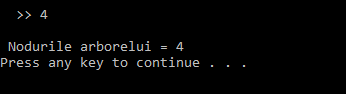 >> 4
Nodurile arborelui = 4
Press any key to continue . . .